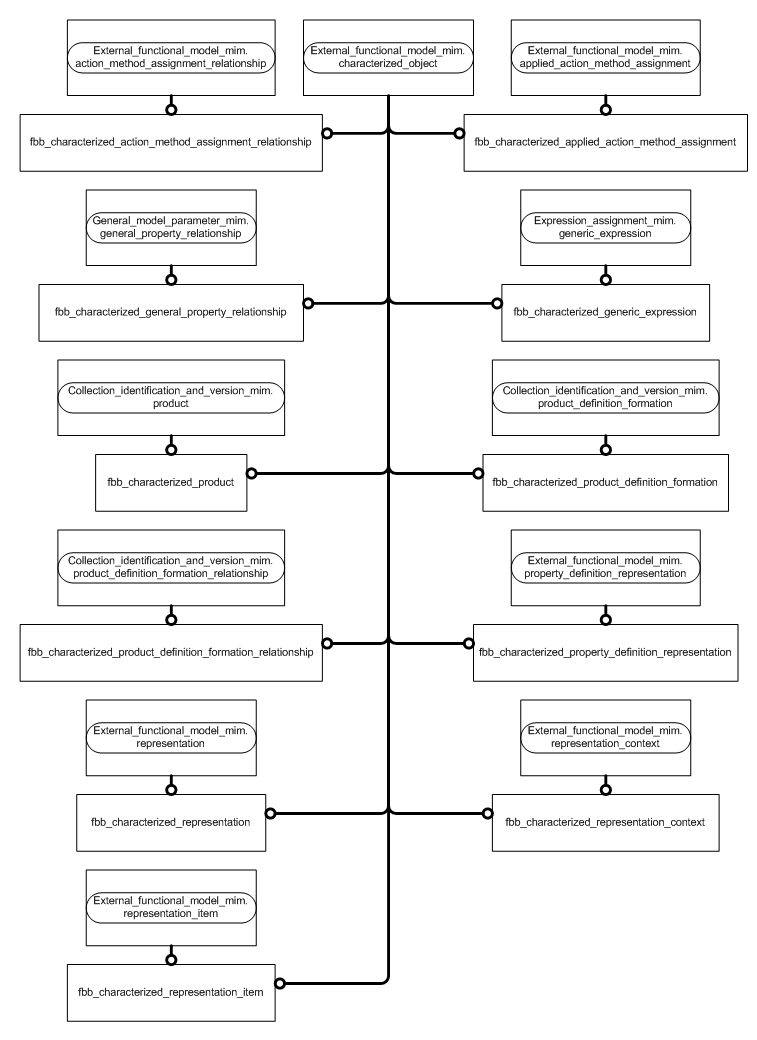 External_functional_model_mim.
action_method_assignment_relationship
External_functional_model_mim.
characterized_object
External_functional_model_mim.
applied_action_method_assignment
fbb_characterized_action_method_assignment_relationship
fbb_characterized_applied_action_method_assignment
General_model_parameter_mim.
general_property_relationship
Expression_assignment_mim.
generic_expression
fbb_characterized_general_property_relationship
fbb_characterized_generic_expression
Collection_identification_and_version_mim.
product
Collection_identification_and_version_mim.
product_definition_formation
fbb_characterized_product
fbb_characterized_product_definition_formation
Collection_identification_and_version_mim.
product_definition_formation_relationship
External_functional_model_mim.
property_definition_representation
fbb_characterized_product_definition_formation_relationship
fbb_characterized_property_definition_representation
External_functional_model_mim.
representation
External_functional_model_mim.
representation_context
fbb_characterized_representation
fbb_characterized_representation_context
External_functional_model_mim.
representation_item
fbb_characterized_representation_item